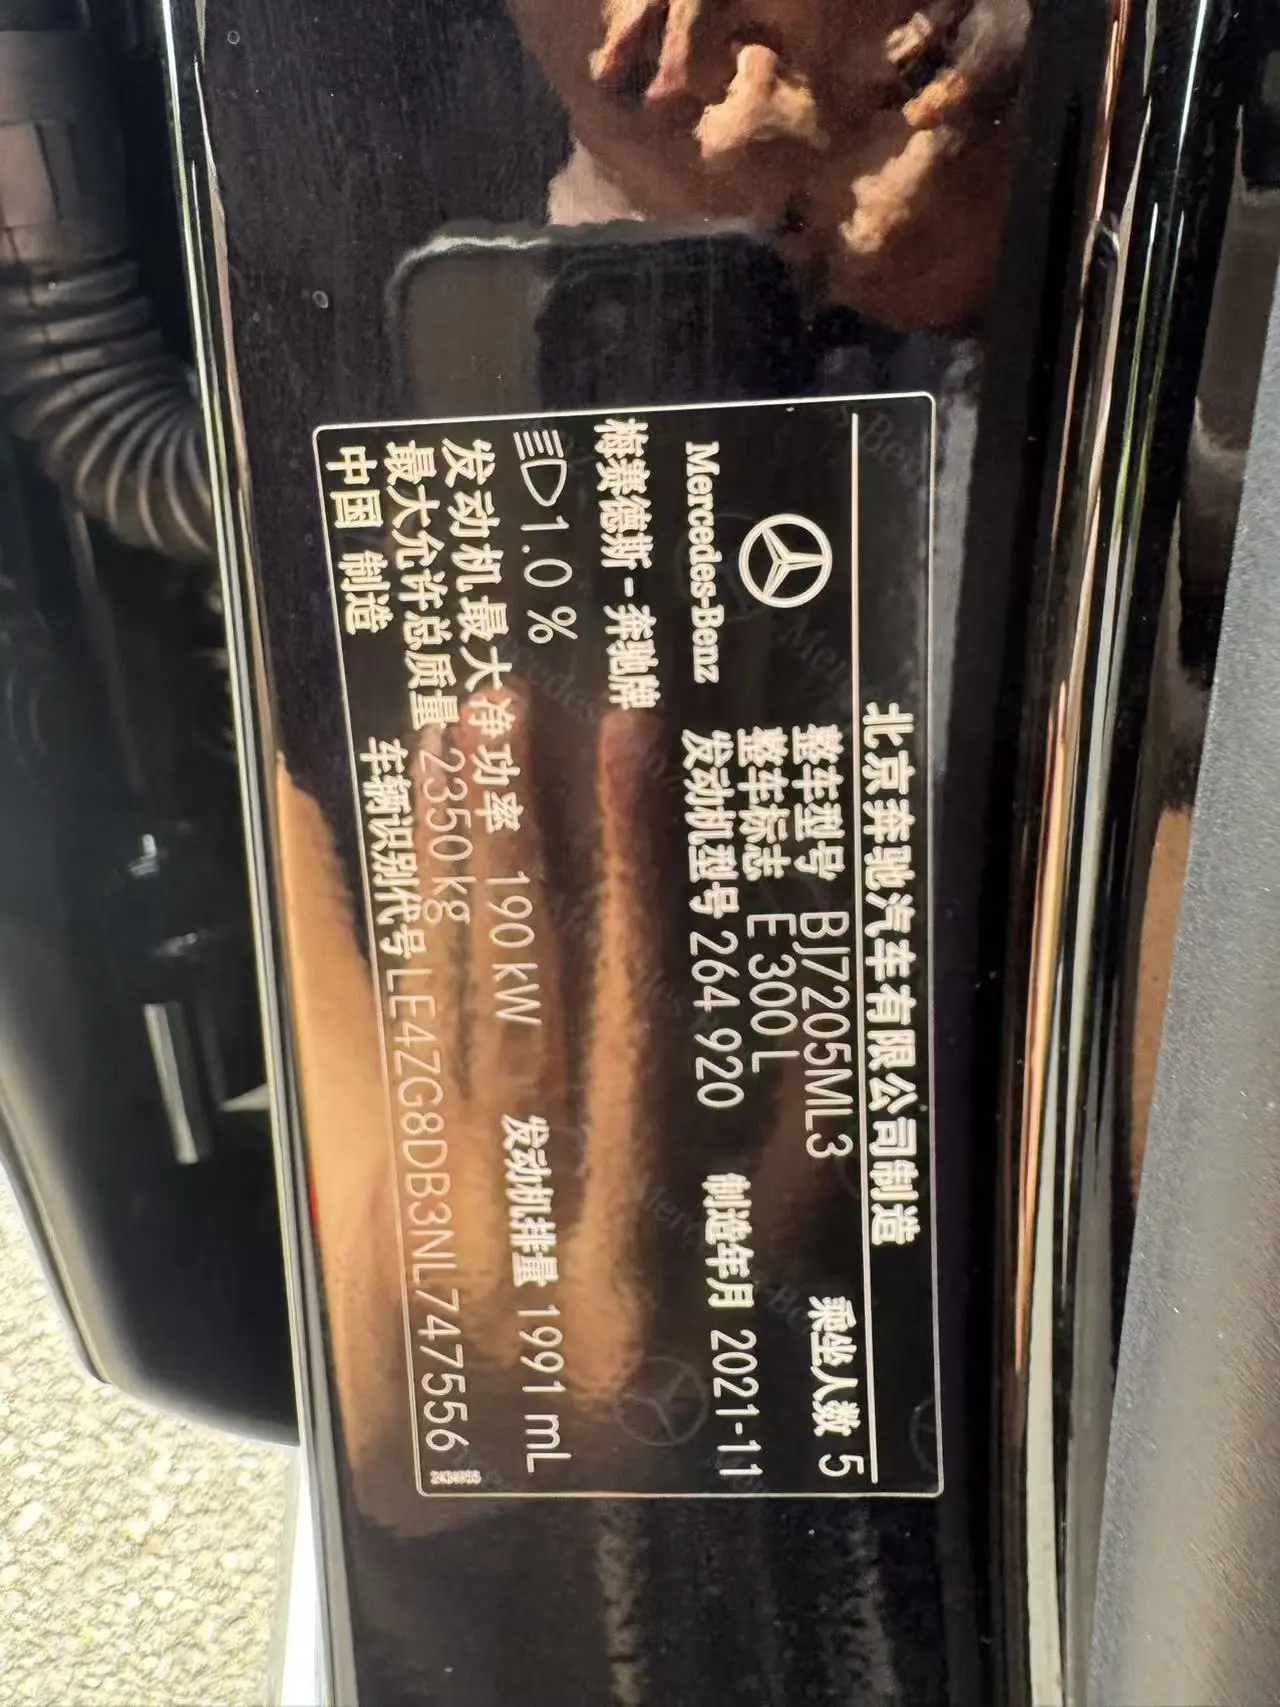 北京奔驰汽车有限公司制造
Mercedes-Benz
整车型号 BJ7205ML3 乘坐人数 5
整车标志 E 300 L
发动机型号 264 920 制造年月 2021-11
梅赛德斯-奔驰牌
1.0 %
发动机最大净功率 190 kW 发动机排量 1991 mL
最大允许总质量 2350 kg
中国 制造 车辆识别代号 LE4ZG8DB3NL747556